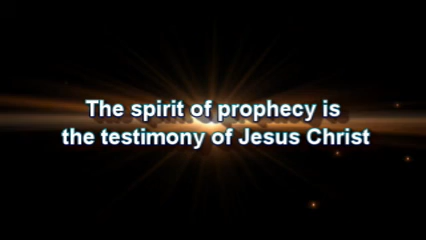 The spirit of prophecy is
the testimony of Jesus Christ